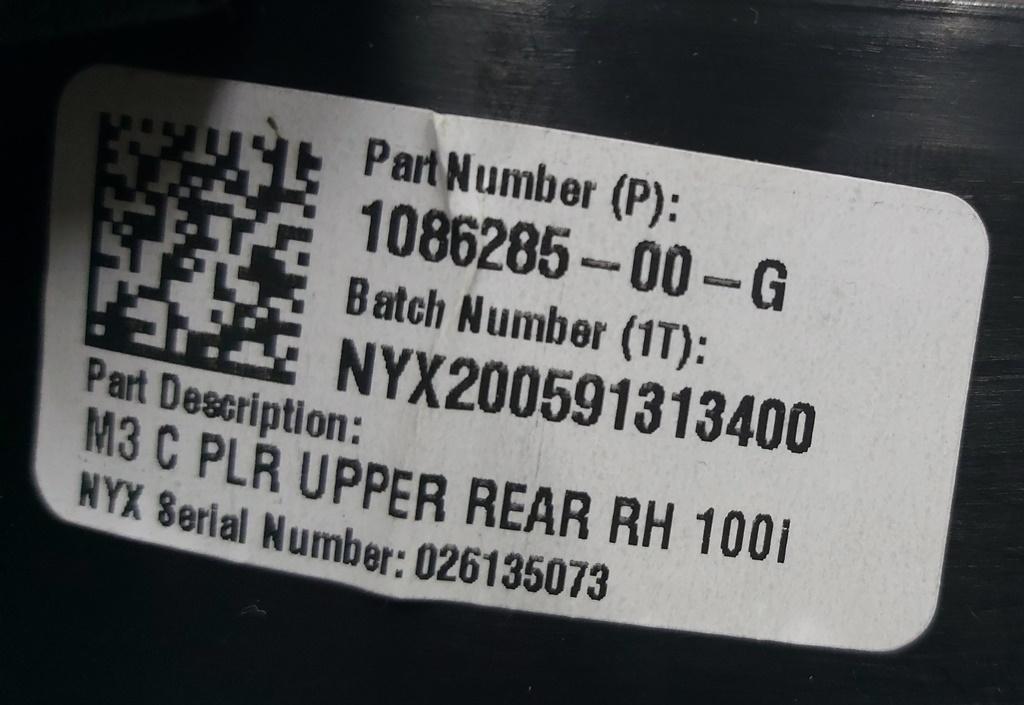 Part Number (P):
1086285-00-G
Batch Number (1T):
NYX200591313400
Part Description:
M3 C PLR UPPER REAR RH 100i
NYX Serial Number: 026135073